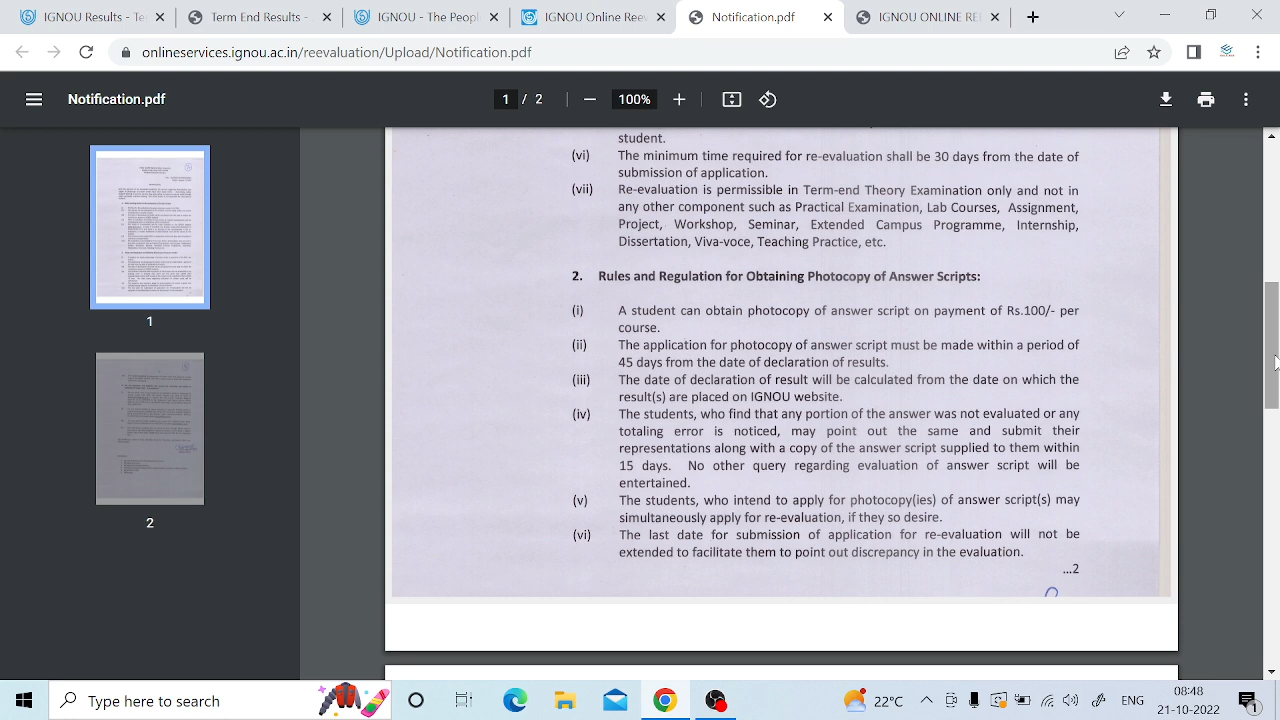 IGNOU Results - Term
Term End Results -
IGNOU - The Peopl
IGNOU Online Ree
Notification.pdf
IGNOU ONLINE REE
onlineservices.ignou.ac.in/reevaluation/Upload/Notification.pdf
Notification.pdf
1 / 2
100%
student.
(vi) The minimum time required for re-evaluation shall be 30 days from the date of
submission of application.
(vii) Re-evaluation is permissible in Term-end Theory Examination only and not in
any other component such as Practical Examination, Lab Courses, Assignment,
Project, Workshop, Seminar, Extended Campus Programme, Internship,
Dissertation, Viva-voce, Teaching Practice, etc.
2. Rules and Regulation for Obtaining Photocopy of Answer Scripts:
(i) A student can obtain photocopy of answer script on payment of Rs.100/- per
course.
(ii) The application for photocopy of answer script must be made within a period of
45 days from the date of declaration of results.
(iii) The date of declaration of result will be calculated from the date on which the
result(s) are placed on IGNOU website.
(iv) The students, who find that any portion of the answer was not evaluated or any
totaling error is noticed, may point out the same and submit their
representations along with a copy of the answer script supplied to them within
15 days. No other query regarding evaluation of answer script will be
entertained.
(v) The students, who intend to apply for photocopy(ies) of answer script(s) may
simultaneously apply for re-evaluation, if they so desire.
(vi) The last date for submission of application for re-evaluation will not be
extended to facilitate them to point out discrepancy in the evaluation.
...2
1
2
Type here to search
22°C
ENG
08:48
21-10-2022
1